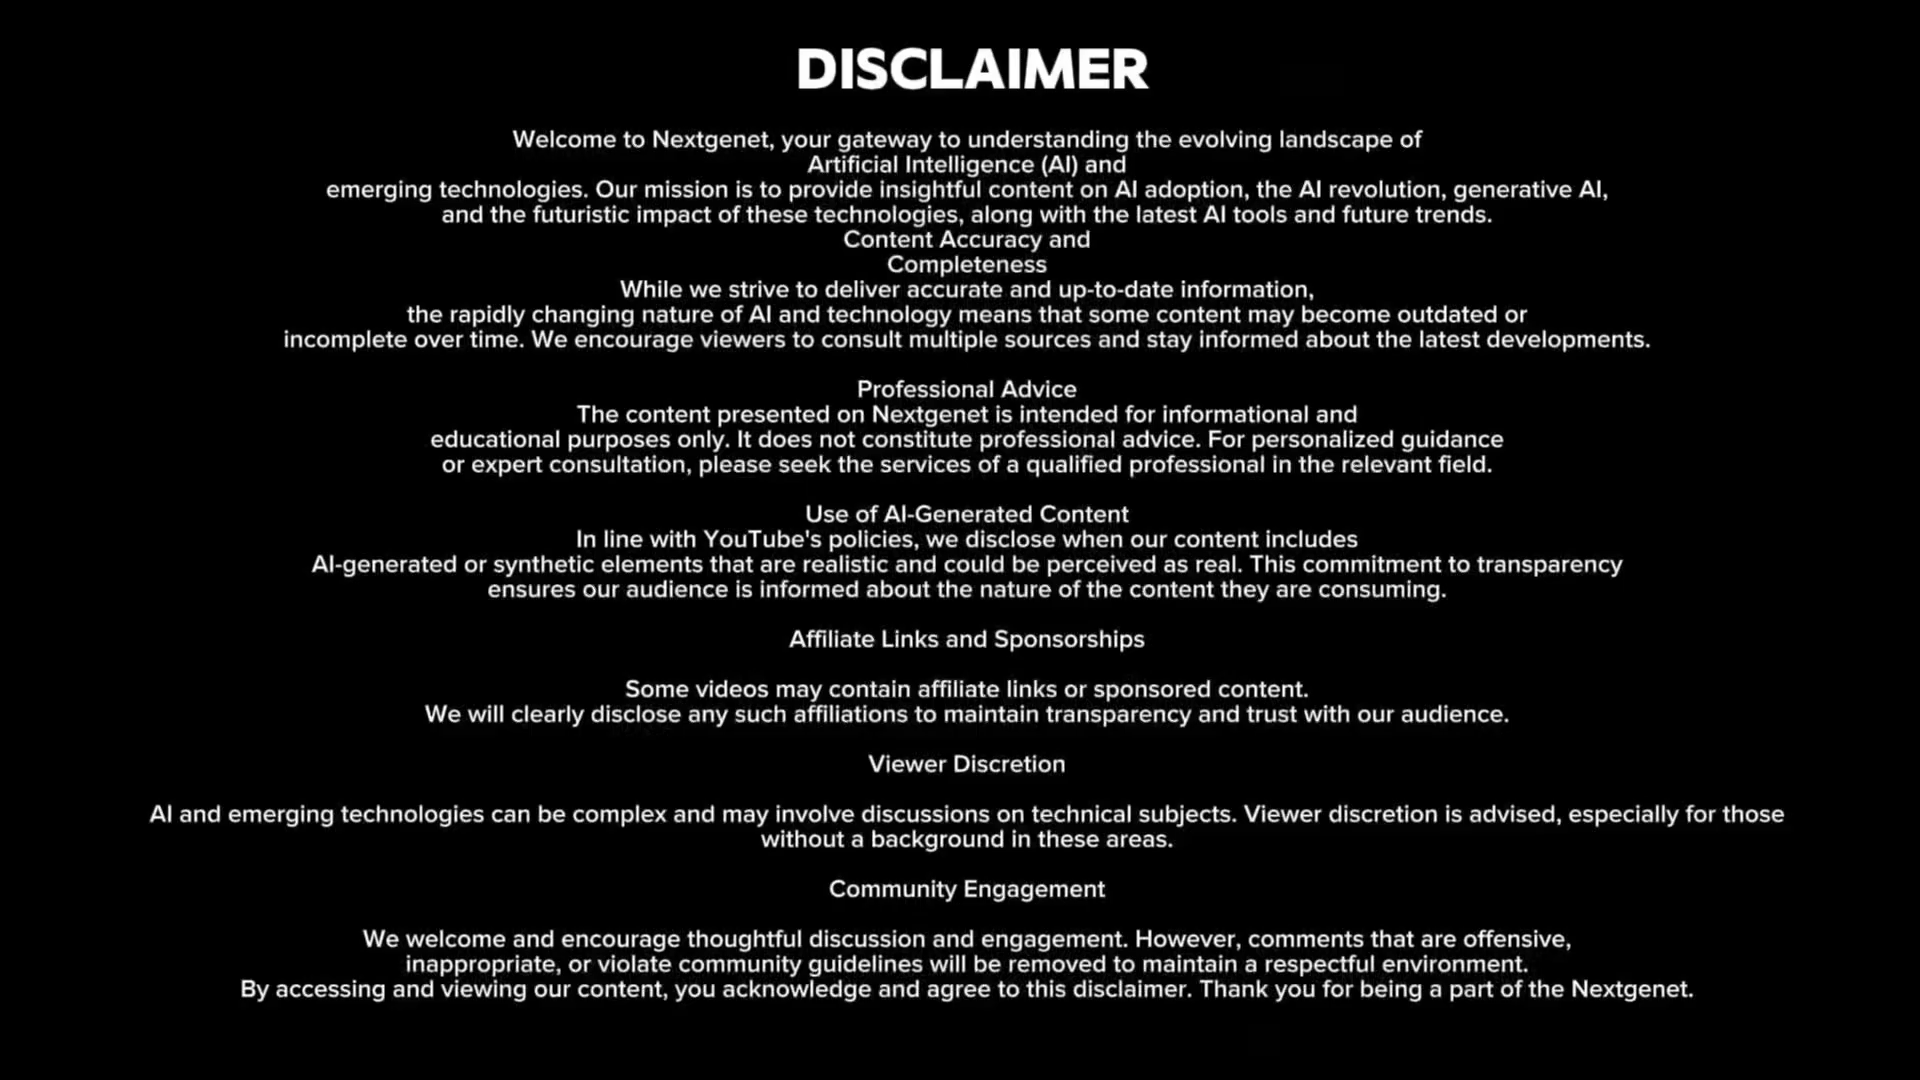 DISCLAIMER
Welcome to Nextgenet, your gateway to understanding the evolving landscape of
Artificial Intelligence (AI) and
emerging technologies. Our mission is to provide insightful content on AI adoption, the AI revolution, generative AI,
and the futuristic impact of these technologies, along with the latest AI tools and future trends.
Content Accuracy and
Completeness
While we strive to deliver accurate and up-to-date information,
the rapidly changing nature of AI and technology means that some content may become outdated or
incomplete over time. We encourage viewers to consult multiple sources and stay informed about the latest developments.
Professional Advice
The content presented on Nextgenet is intended for informational and
educational purposes only. It does not constitute professional advice. For personalized guidance
or expert consultation, please seek the services of a qualified professional in the relevant field.
Use of AI-Generated Content
In line with YouTube's policies, we disclose when our content includes
AI-generated or synthetic elements that are realistic and could be perceived as real. This commitment to transparency
ensures our audience is informed about the nature of the content they are consuming.
Affiliate Links and Sponsorships
Some videos may contain affiliate links or sponsored content.
We will clearly disclose any such affiliations to maintain transparency and trust with our audience.
Viewer Discretion
AI and emerging technologies can be complex and may involve discussions on technical subjects. Viewer discretion is advised, especially for those
without a background in these areas.
Community Engagement
We welcome and encourage thoughtful discussion and engagement. However, comments that are offensive,
inappropriate, or violate community guidelines will be removed to maintain a respectful environment.
By accessing and viewing our content, you acknowledge and agree to this disclaimer. Thank you for being a part of the Nextgenet.